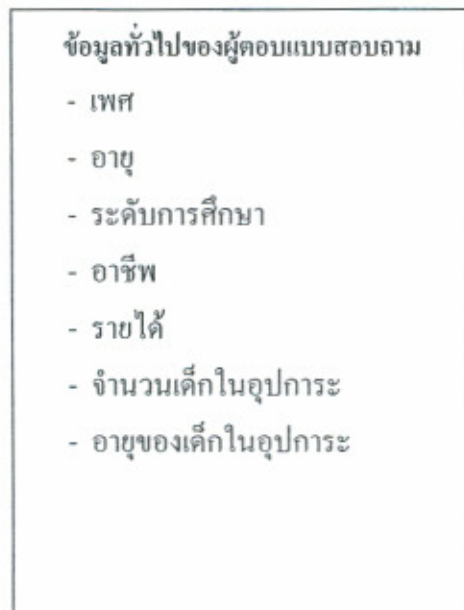 ข้อมูลทั่วไปของผู้ตอบแบบสอบถาม
- เพศ
- อายุ
- ระดับการศึกษา
- อาชีพ
- รายได้
- จำนวนเด็กในอุปการะ
- อายุของเด็กในอุปการะ